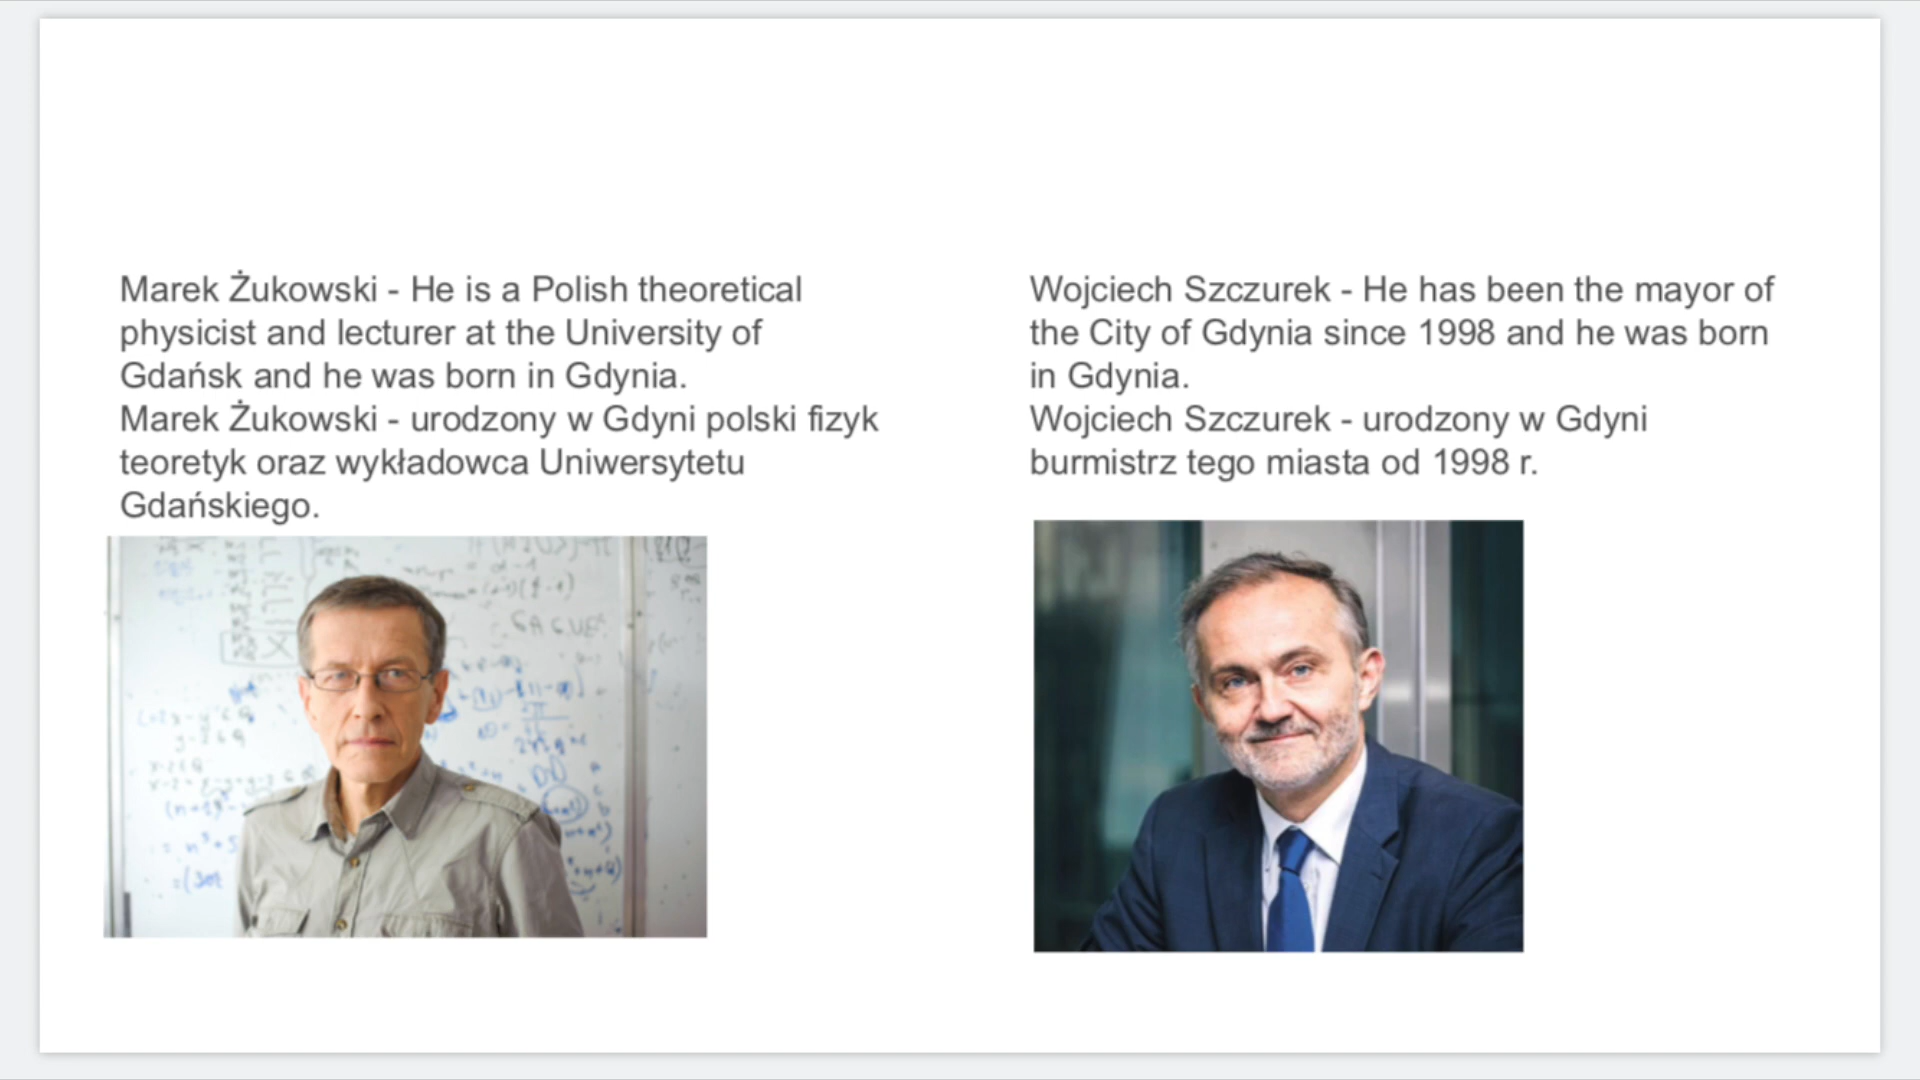 Marek Żukowski - He is a Polish theoretical
physicist and lecturer at the University of
Gdańsk and he was born in Gdynia.
Marek Żukowski - urodzony w Gdyni polski fizyk
teoretyk oraz wykładowca Uniwersytetu
Gdańskiego.
Wojciech Szczurek - He has been the mayor of
the City of Gdynia since 1998 and he was born
in Gdynia.
Wojciech Szczurek - urodzony w Gdyni
burmistrz tego miasta od 1998 r.